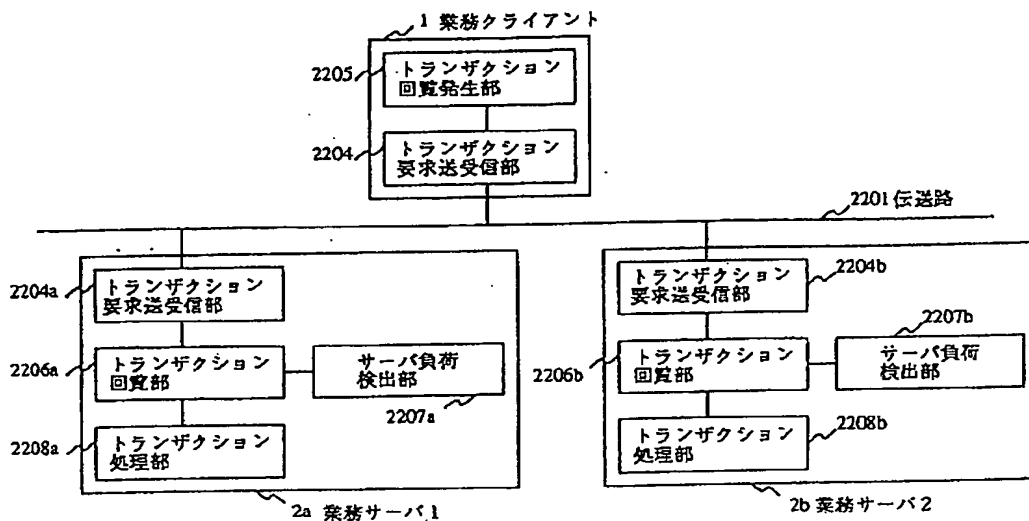 1 業務クライアント
2205
トランザクション
回覧発生部
2204
トランザクション
要求送受信部
2201 伝送路
2204a
トランザクション
要求送受信部
2206a
トランザクション
回覧部
サーバ負荷
検出部
2207a
2208a
トランザクション
処理部
2a 業務サーバ1
トランザクション
要求送受信部
2204b
2207b
2206b
トランザクション
回覧部
サーバ負荷
検出部
トランザクション
処理部
2208b
2b 業務サーバ2